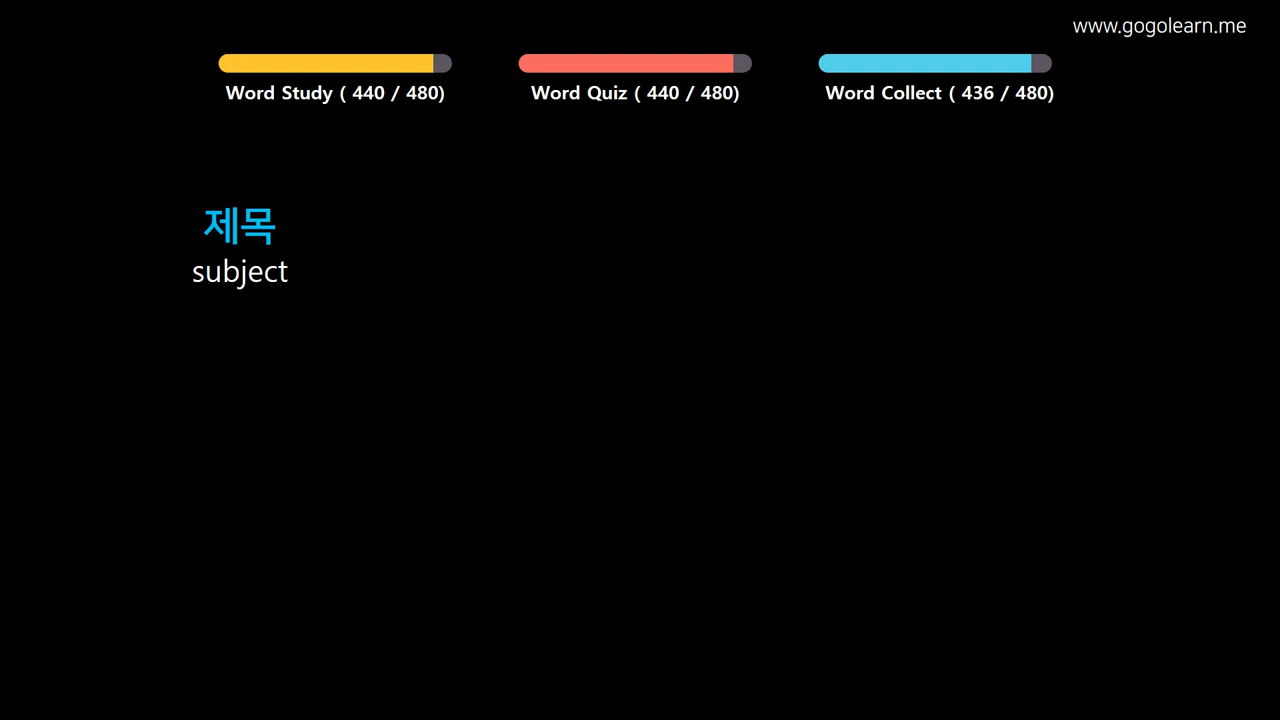 www.gogolearn.me
Word Study ( 440 / 480)
Word Quiz ( 440 / 480)
Word Collect ( 436 / 480)
제목
subject